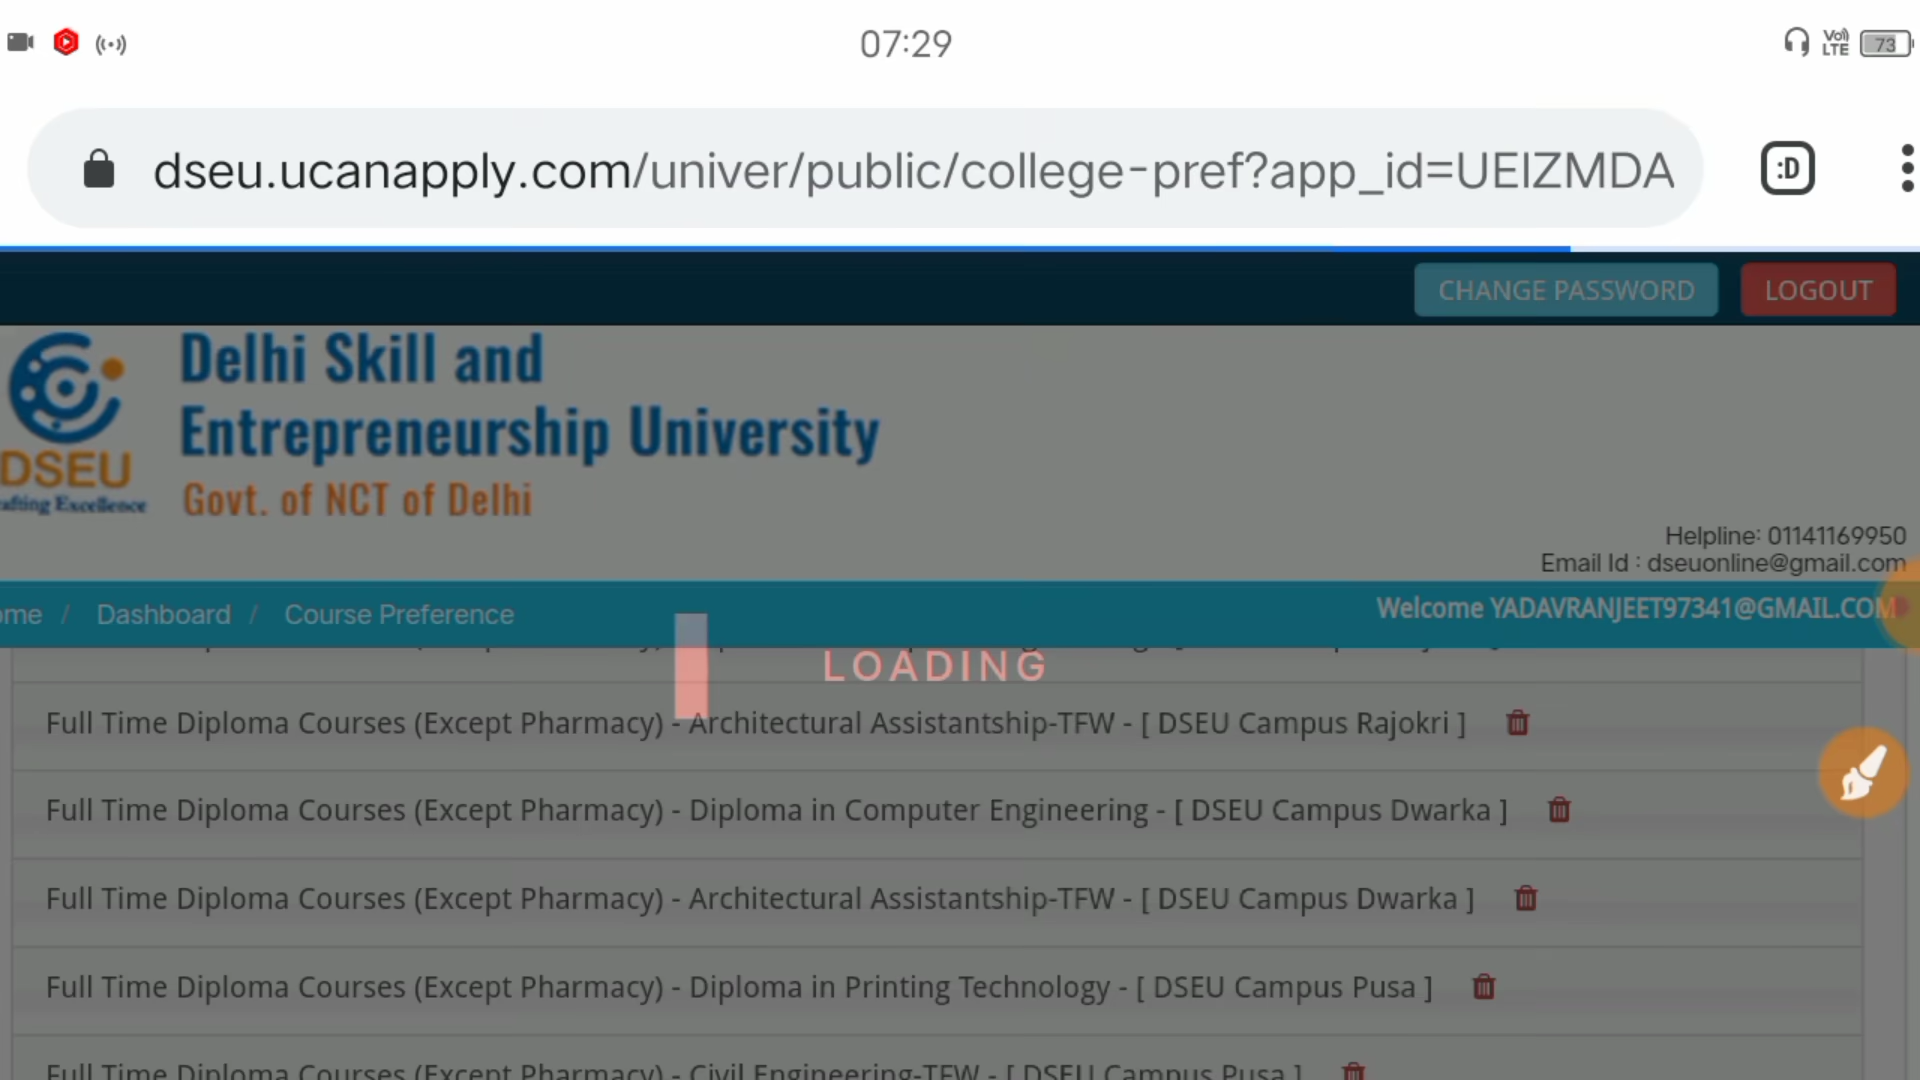 07:29
Vo)) LTE
73
dseu.ucanapply.com/univer/public/college-pref?app_id=UEIZMDA
:D
CHANGE PASSWORD
LOGOUT
Delhi Skill and
Entrepreneurship University
Govt. of NCT of Delhi
DSEU
afting Excellence
Helpline: 01141169950
Email Id : dseuonline@gmail.com
ome / Dashboard / Course Preference
Welcome YADAVRANJEET97341@GMAIL.COM
LOADING
Full Time Diploma Courses (Except Pharmacy) - Architectural Assistantship-TFW - [ DSEU Campus Rajokri ]
Full Time Diploma Courses (Except Pharmacy) - Diploma in Computer Engineering - [ DSEU Campus Dwarka ]
Full Time Diploma Courses (Except Pharmacy) - Architectural Assistantship-TFW - [ DSEU Campus Dwarka ]
Full Time Diploma Courses (Except Pharmacy) - Diploma in Printing Technology - [ DSEU Campus Pusa ]
Full Time Diploma Courses (Except Pharmacy) - Civil Engineering-TFW - [ DSEU Campus Pusa ]